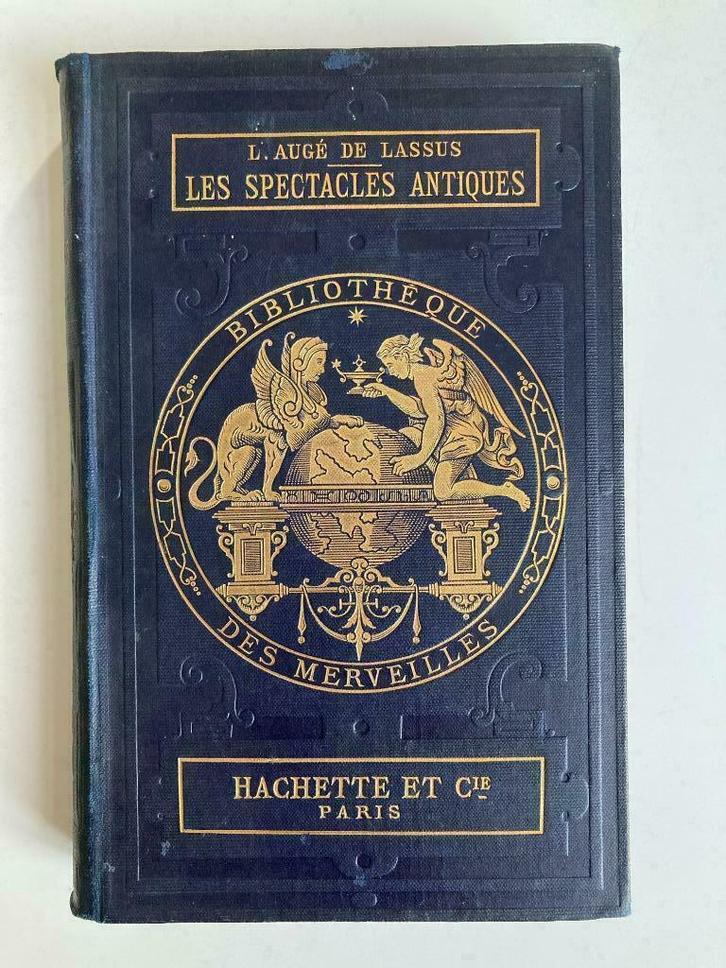 L. AUGÉ DE LASSUS
LES SPECTACLES ANTIQUES
BIBLIOTHÈQUE
DES MERVEILLES
HACHETTE ET CIE
PARIS